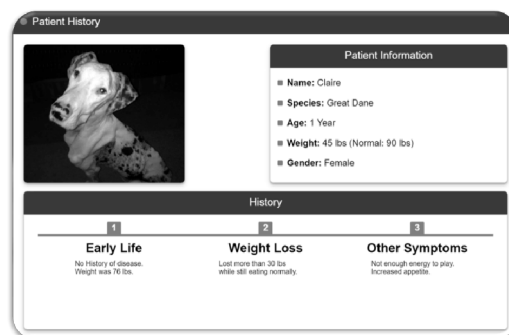 Patient History
Patient Information
Name: Claire
Species: Great Dane
Age: 1 Year
Weight: 45 lbs (Normal: 90 lbs)
Gender: Female
History
1
Early Life
No History of disease.
Weight was 76 lbs.
2
Weight Loss
Lost more than 30 lbs
while still eating normally.
3
Other Symptoms
Not enough energy to play.
Increased appetite.